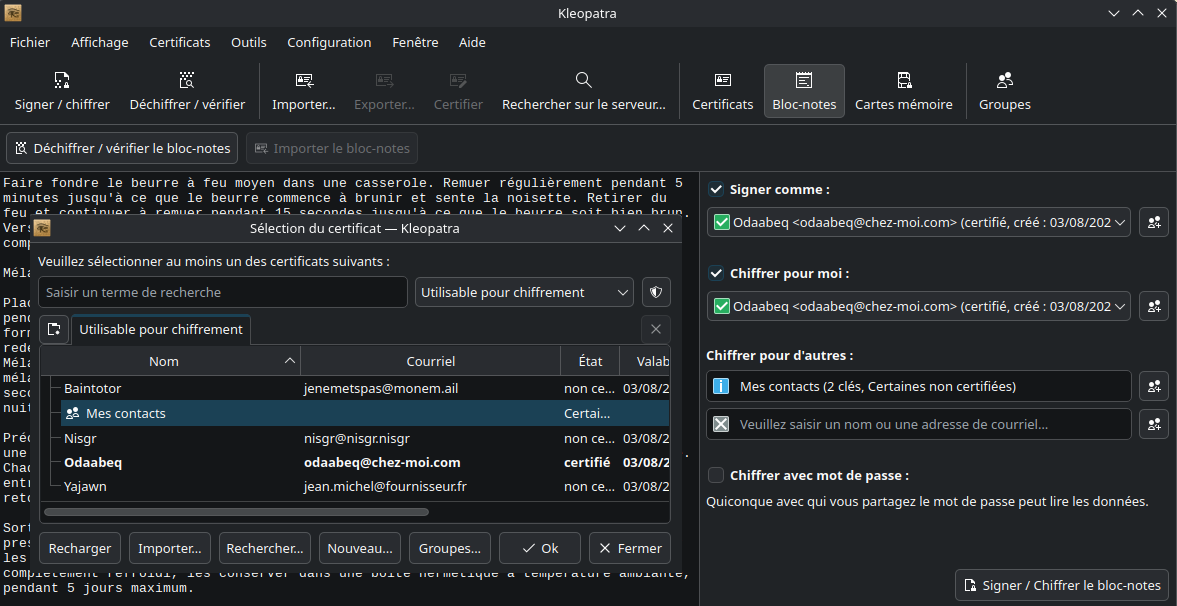 Kleopatra
Fichier Affichage Certificats Outils Configuration Fenêtre Aide
Signer / chiffrer Déchiffrer / vérifier Importer... Exporter... Certifier Rechercher sur le serveur... Certificats Bloc-notes Cartes mémoire Groupes
Déchiffrer / vérifier le bloc-notes Importer le bloc-notes
Faire fondre le beurre à feu moyen dans une casserole. Remuer régulièrement pendant 5
minutes jusqu'à ce que le beurre commence à brunir et sente la noisette. Retirer du
feu et continuer à remuer pendant 15 secondes jusqu'à ce que le beurre soit bien brun.
Vers
comp
Méla
Plac
pend
form
rede
Méla
méla
seco
nuit
Préc
une
Chac
entr
reto
Sort
pres
les
complètement refroidi, les conserver dans une boîte hermétique à température ambiante,
pendant 5 jours maximum.
Sélection du certificat — Kleopatra
Veuillez sélectionner au moins un des certificats suivants :
Saisir un terme de recherche Utilisable pour chiffrement
Utilisable pour chiffrement
Nom Courriel État Valab
Baintotor jenemetspas@monem.ail non ce... 03/08/2
Mes contacts Certai...
Nisgr nisgr@nisgr.nisgr non ce... 03/08/2
Odaabeq odaabeq@chez-moi.com certifié 03/08/2
Yajawn jean.michel@fournisseur.fr non ce... 03/08/2
Recharger Importer... Rechercher... Nouveau... Groupes... Ok Fermer
Signer comme :
Odaabeq <odaabeq@chez-moi.com> (certifié, créé : 03/08/202
Chiffrer pour moi :
Odaabeq <odaabeq@chez-moi.com> (certifié, créé : 03/08/202
Chiffrer pour d'autres :
Mes contacts (2 clés, Certaines non certifiées)
Veuillez saisir un nom ou une adresse de courriel...
Chiffrer avec mot de passe :
Quiconque avec qui vous partagez le mot de passe peut lire les données.
Signer / Chiffrer le bloc-notes